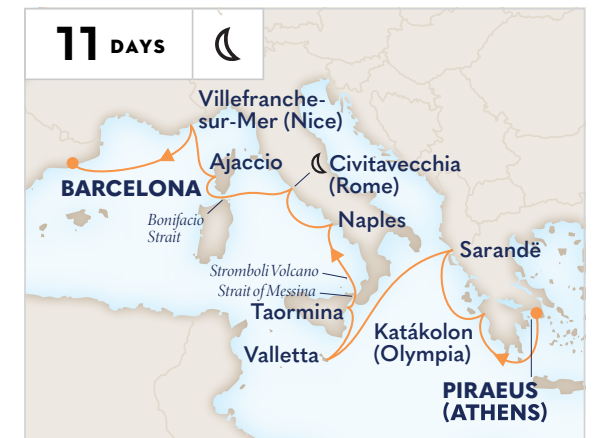 11 DAYS
Villefranche-
sur-Mer (Nice)
Ajaccio
Civitavecchia
(Rome)
BARCELONA
Bonifacio
Strait
Naples
Sarandë
Stromboli Volcano
Strait of Messina
Taormina
Katákolon
(Olympia)
Valletta
PIRAEUS
(ATHENS)